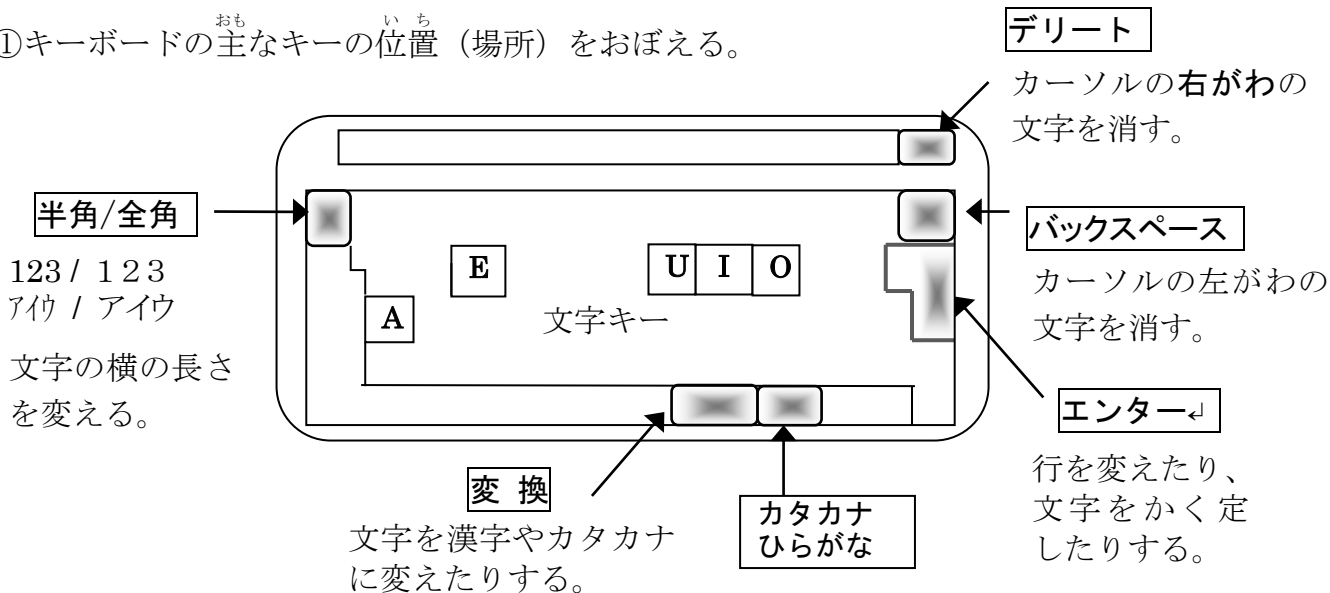 ①キーボードの主なキーの位置（場所）をおぼえる。
おも
いち
デリート
カーソルの右がわの
文字を消す。
半角/全角
123 / １２３
ｱｲｳ / アイウ
文字の横の長さ
を変える。
E
U I O
A
文字キー
バックスペース
カーソルの左がわの
文字を消す。
エンター↵
行を変えたり、
文字をかく定
したりする。
変 換
文字を漢字やカタカナ
に変えたりする。
カタカナ
ひらがな